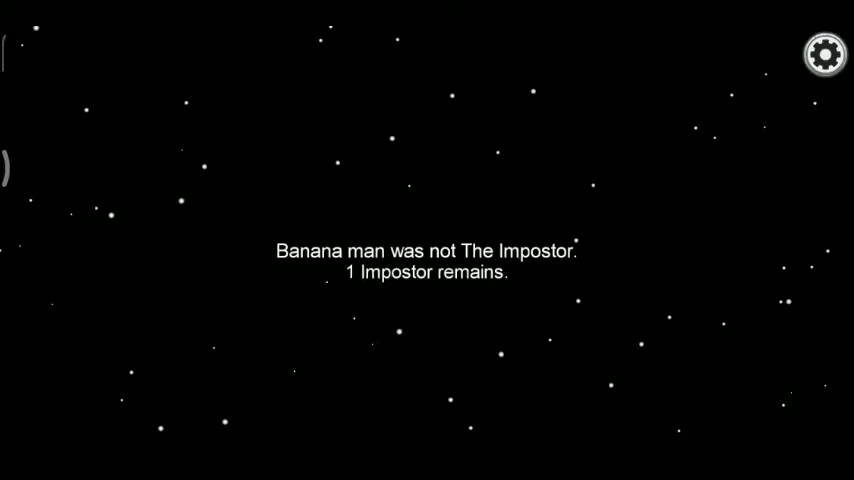 Banana man was not The Impostor.
1 Impostor remains.